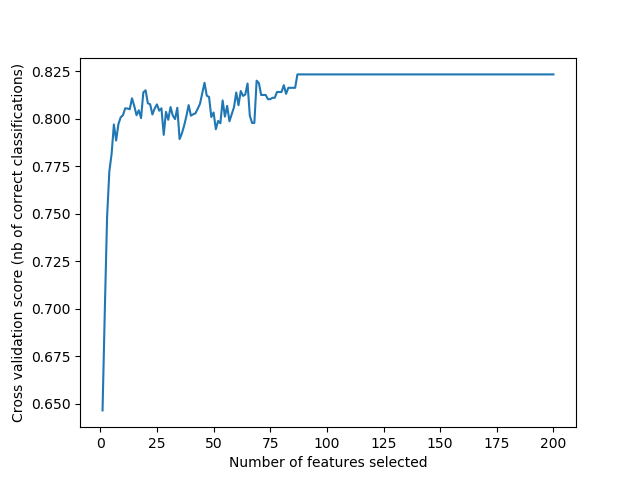 0.825
0.800
0.775
0.750
0.725
0.700
0.675
0.650
Cross validation score (nb of correct classifications)
0 25 50 75 100 125 150 175 200
Number of features selected